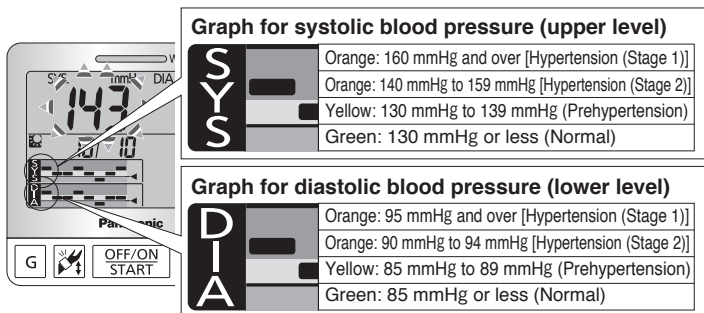 Graph for systolic blood pressure (upper level)
SYS
Orange: 160 mmHg and over [Hypertension (Stage 1)]
Orange: 140 mmHg to 159 mmHg [Hypertension (Stage 2)]
Yellow: 130 mmHg to 139 mmHg (Prehypertension)
Green: 130 mmHg or less (Normal)
SYS mmHg DIA
143
10/10
SYS
DIA
Graph for diastolic blood pressure (lower level)
DIA
Orange: 95 mmHg and over [Hypertension (Stage 1)]
Orange: 90 mmHg to 94 mmHg [Hypertension (Stage 2)]
Yellow: 85 mmHg to 89 mmHg (Prehypertension)
Green: 85 mmHg or less (Normal)
G
OFF/ON
START